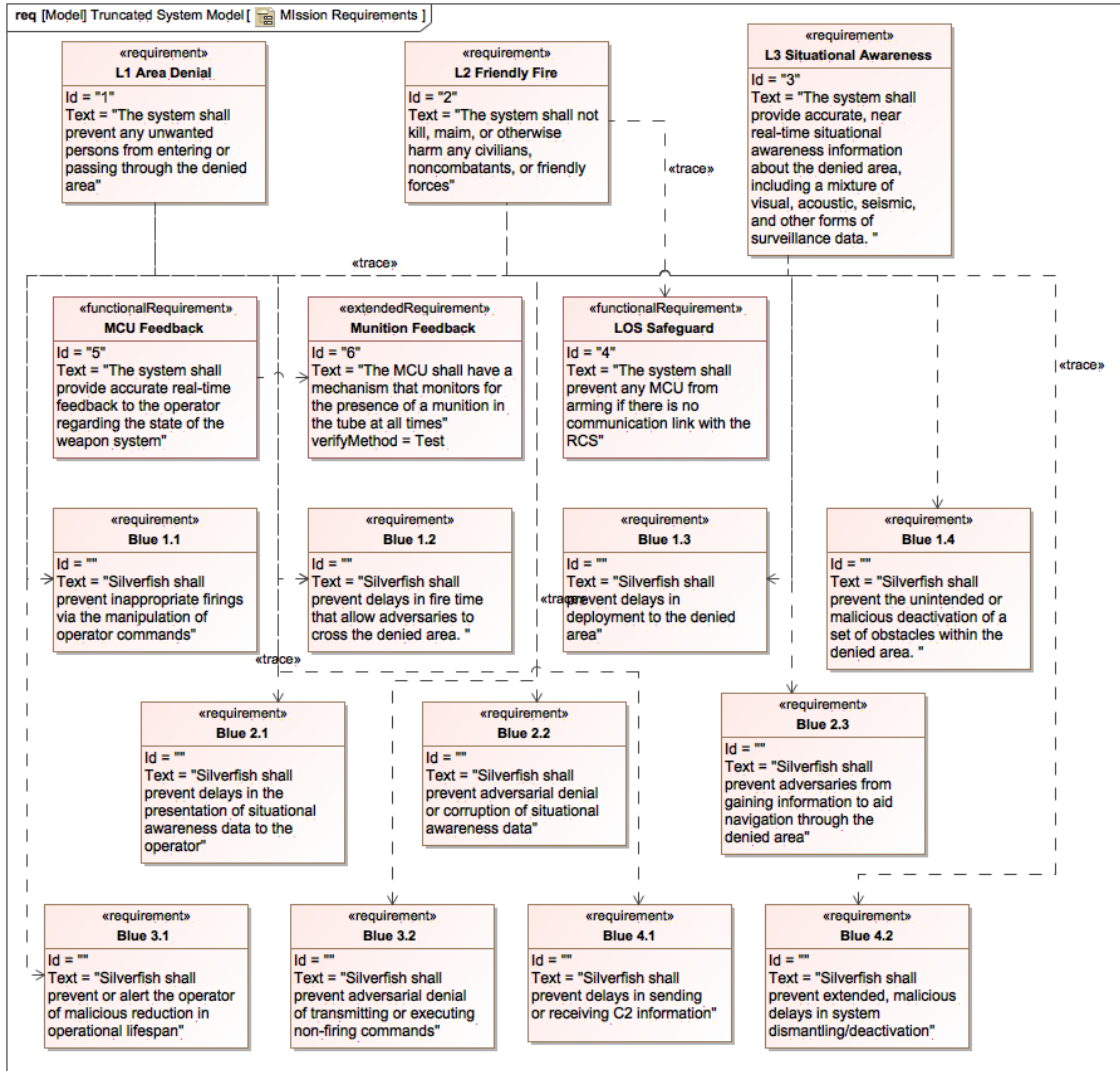 req [Model] Truncated System Model [ MIssion Requirements ]
«requirement»
L1 Area Denial
Id = "1"
Text = "The system shall
prevent any unwanted
persons from entering or
passing through the denied
area"
«requirement»
L2 Friendly Fire
Id = "2"
Text = "The system shall not
kill, maim, or otherwise
harm any civilians,
noncombatants, or friendly
forces"
«requirement»
L3 Situational Awareness
Id = "3"
Text = "The system shall
provide accurate, near
real-time situational
awareness information
about the denied area,
including a mixture of
visual, acoustic, seismic,
and other forms of
surveillance data. "
«trace»
«trace»
«functionalRequirement»
MCU Feedback
Id = "5"
Text = "The system shall
provide accurate real-time
feedback to the operator
regarding the state of the
weapon system"
«extendedRequirement»
Munition Feedback
Id = "6"
Text = "The MCU shall have a
mechanism that monitors for
the presence of a munition in
the tube at all times"
verifyMethod = Test
«functionalRequirement»
LOS Safeguard
Id = "4"
Text = "The system shall
prevent any MCU from
arming if there is no
communication link with the
RCS"
«trace»
«requirement»
Blue 1.1
Id = ""
Text = "Silverfish shall
prevent inappropriate firings
via the manipulation of
operator commands"
«requirement»
Blue 1.2
Id = ""
Text = "Silverfish shall
prevent delays in fire time
that allow adversaries to
cross the denied area. "
«trace»
«requirement»
Blue 1.3
Id = ""
Text = "Silverfish shall
prevent delays in
deployment to the denied
area"
«requirement»
Blue 1.4
Id = ""
Text = "Silverfish shall
prevent the unintended or
malicious deactivation of a
set of obstacles within the
denied area. "
«trace»
«requirement»
Blue 2.1
Id = ""
Text = "Silverfish shall
prevent delays in the
presentation of situational
awareness data to the
operator"
«requirement»
Blue 2.2
Id = ""
Text = "Silverfish shall
prevent adversarial denial
or corruption of situational
awareness data"
«requirement»
Blue 2.3
Id = ""
Text = "Silverfish shall
prevent adversaries from
gaining information to aid
navigation through the
denied area"
«requirement»
Blue 3.1
Id = ""
Text = "Silverfish shall
prevent or alert the operator
of malicious reduction in
operational lifespan"
«requirement»
Blue 3.2
Id = ""
Text = "Silverfish shall
prevent adversarial denial
of transmitting or executing
non-firing commands"
«requirement»
Blue 4.1
Id = ""
Text = "Silverfish shall
prevent delays in sending
or receiving C2 information"
«requirement»
Blue 4.2
Id = ""
Text = "Silverfish shall
prevent extended, malicious
delays in system
dismantling/deactivation"